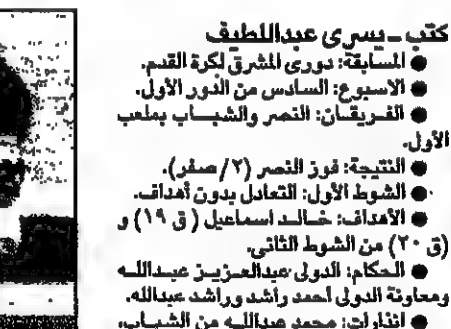 كتب ـ يسرى عبداللطيف
● المسابقة: دورى المشرق لكرة القدم.
● الاسبوع: السادس من الدور الأول.
● الفريقان: النصر والشباب بملعب
الأول.
● النتيجة: فوز النصر (٢/ صفر).
● الشوط الأول: التعادل بدون أهداف.
● الأهداف: خالد اسماعيل ( ق ١٩) و
(ق ٢٠) من الشوط الثانى.
● الحكام: الدولى عبدالعزيز عبدالله
ومعاونة الدولى أحمد راشد وراشد عبدالله.
● انذارات: محمد عبدالله من الشباب،